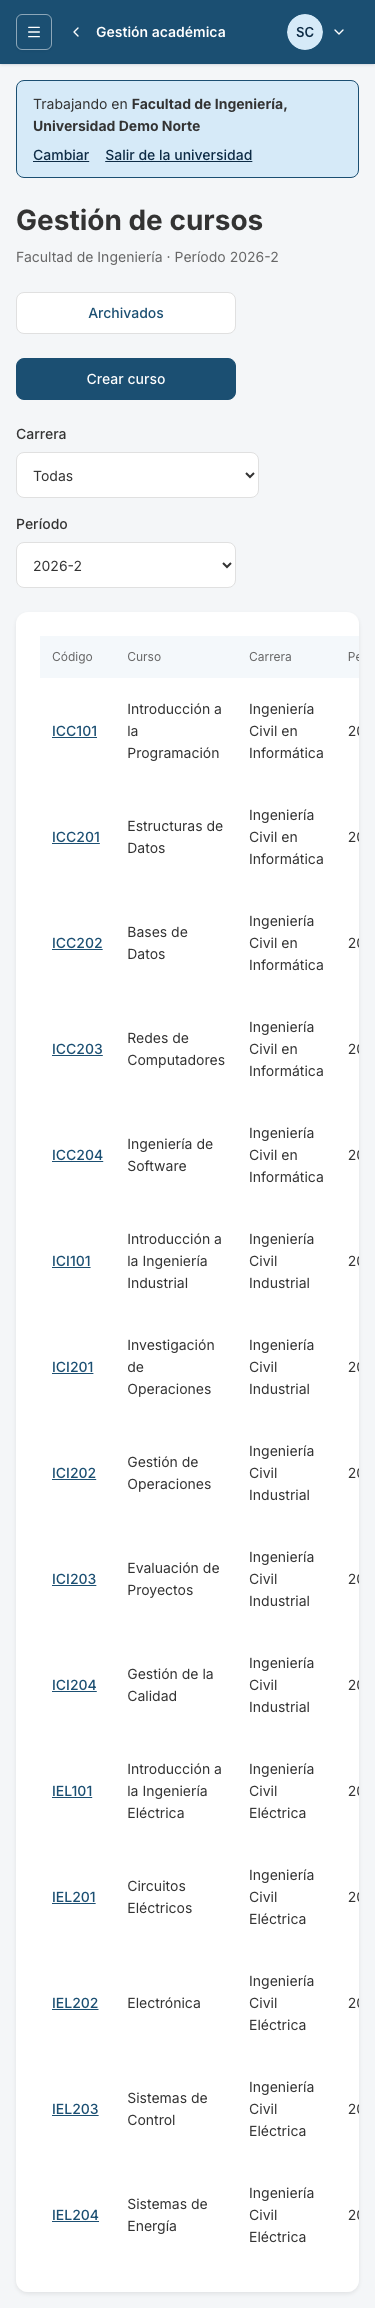 Gestión académica
SC
Trabajando en Facultad de Ingeniería,
Universidad Demo Norte
Cambiar Salir de la universidad
Gestión de cursos
Facultad de Ingeniería · Período 2026-2
Archivados
Crear curso
Carrera
Todas
Período
2026-2
Código Curso Carrera
ICC101 Introducción a la Programación Ingeniería Civil en Informática
ICC201 Estructuras de Datos Ingeniería Civil en Informática
ICC202 Bases de Datos Ingeniería Civil en Informática
ICC203 Redes de Computadores Ingeniería Civil en Informática
ICC204 Ingeniería de Software Ingeniería Civil en Informática
ICI101 Introducción a la Ingeniería Industrial Ingeniería Civil Industrial
ICI201 Investigación de Operaciones Ingeniería Civil Industrial
ICI202 Gestión de Operaciones Ingeniería Civil Industrial
ICI203 Evaluación de Proyectos Ingeniería Civil Industrial
ICI204 Gestión de la Calidad Ingeniería Civil Industrial
IEL101 Introducción a la Ingeniería Eléctrica Ingeniería Civil Eléctrica
IEL201 Circuitos Eléctricos Ingeniería Civil Eléctrica
IEL202 Electrónica Ingeniería Civil Eléctrica
IEL203 Sistemas de Control Ingeniería Civil Eléctrica
IEL204 Sistemas de Energía Ingeniería Civil Eléctrica